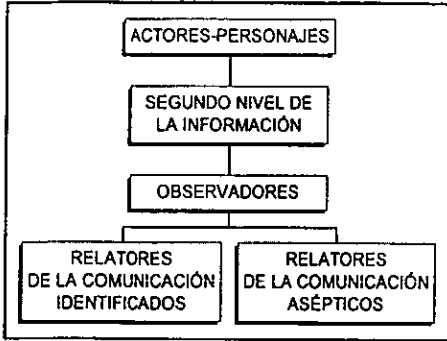 ACTORES-PERSONAJES
SEGUNDO NIVEL DE
LA INFORMACIÓN
OBSERVADORES
RELATORES
DE LA COMUNICACIÓN
IDENTIFICADOS
RELATORES
DE LA COMUNICACIÓN
ASÉPTICOS